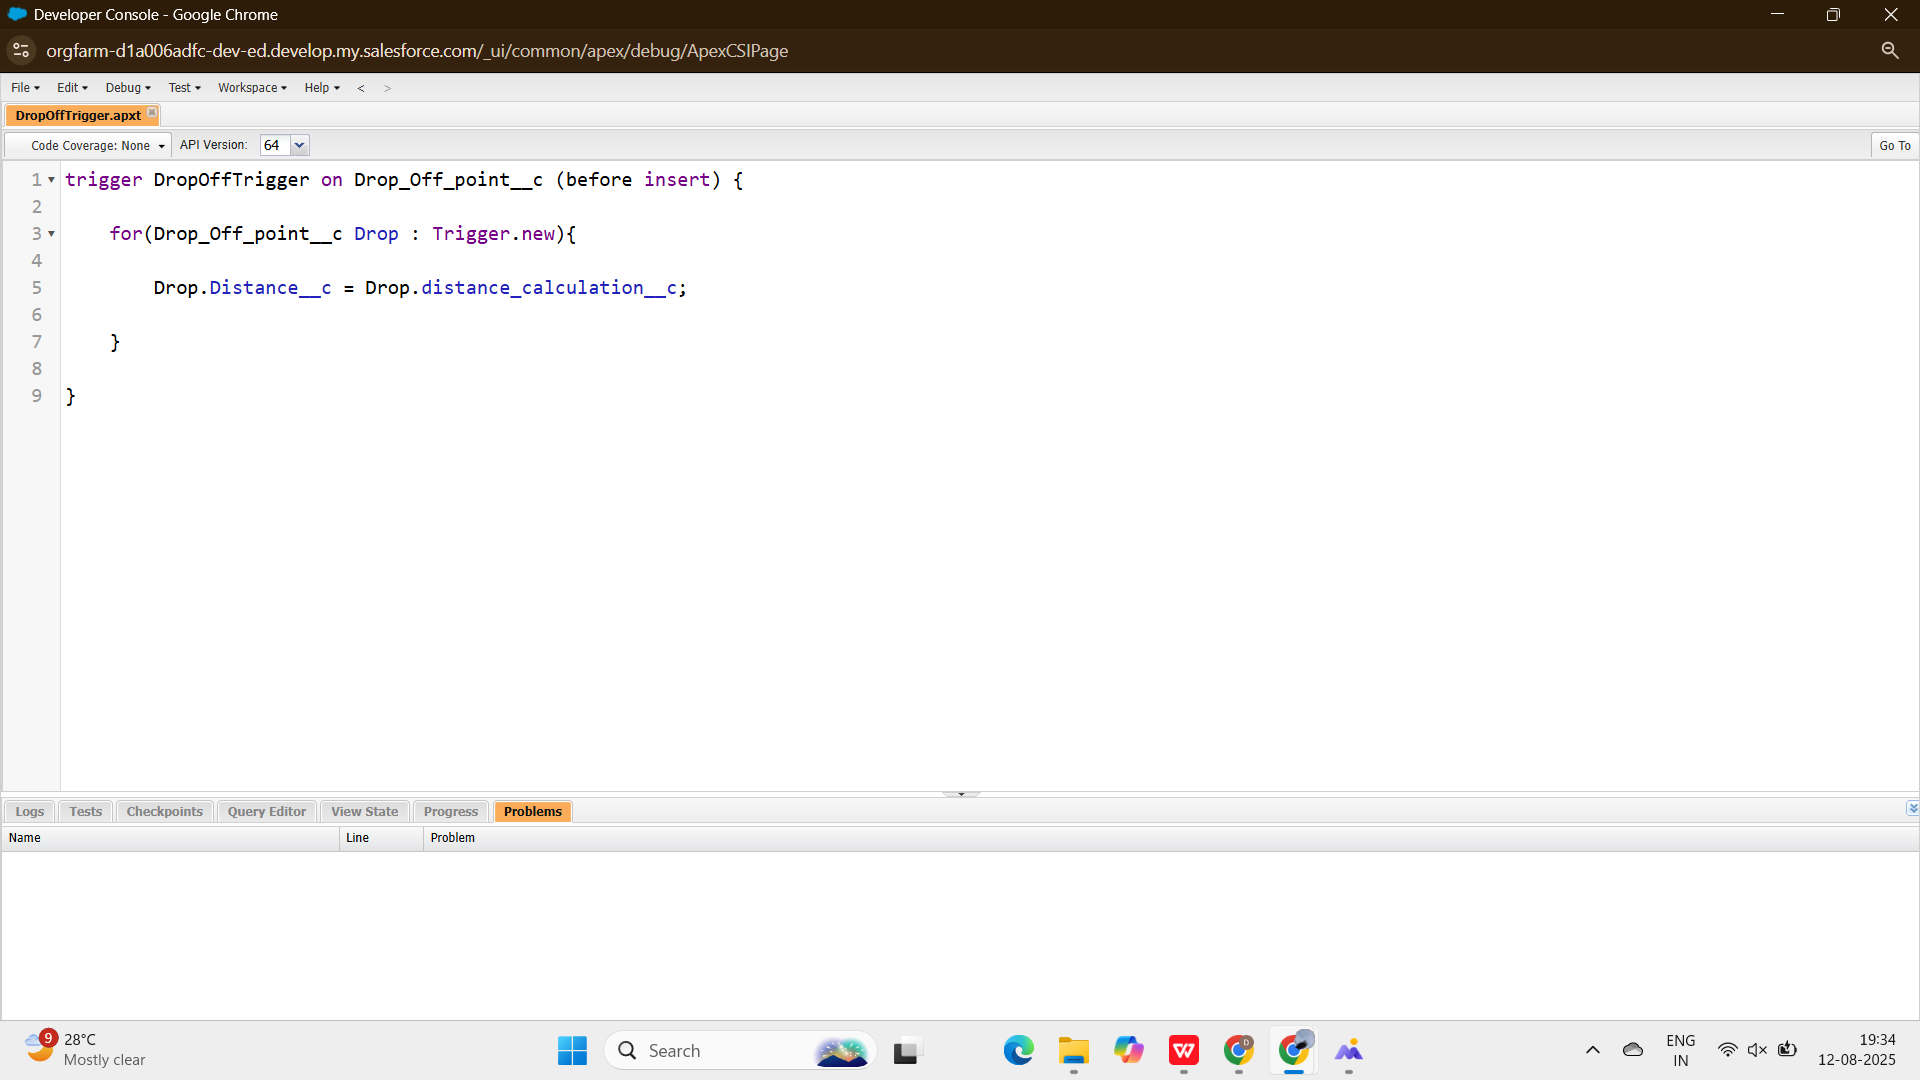 Developer Console - Google Chrome
orgfarm-d1a006adfc-dev-ed.develop.my.salesforce.com/_ui/common/apex/debug/ApexCSIPage
File Edit Debug Test Workspace Help < >
DropOffTrigger.apxt
Code Coverage: None API Version: 64 Go To
1 trigger DropOffTrigger on Drop_Off_point__c (before insert) {
2
3 for(Drop_Off_point__c Drop : Trigger.new){
4
5 Drop.Distance__c = Drop.distance_calculation__c;
6
7 }
8
9 }
Logs Tests Checkpoints Query Editor View State Progress Problems
Name Line Problem
9 28°C
Mostly clear
Search
W
D
ENG
IN
19:34
12-08-2025